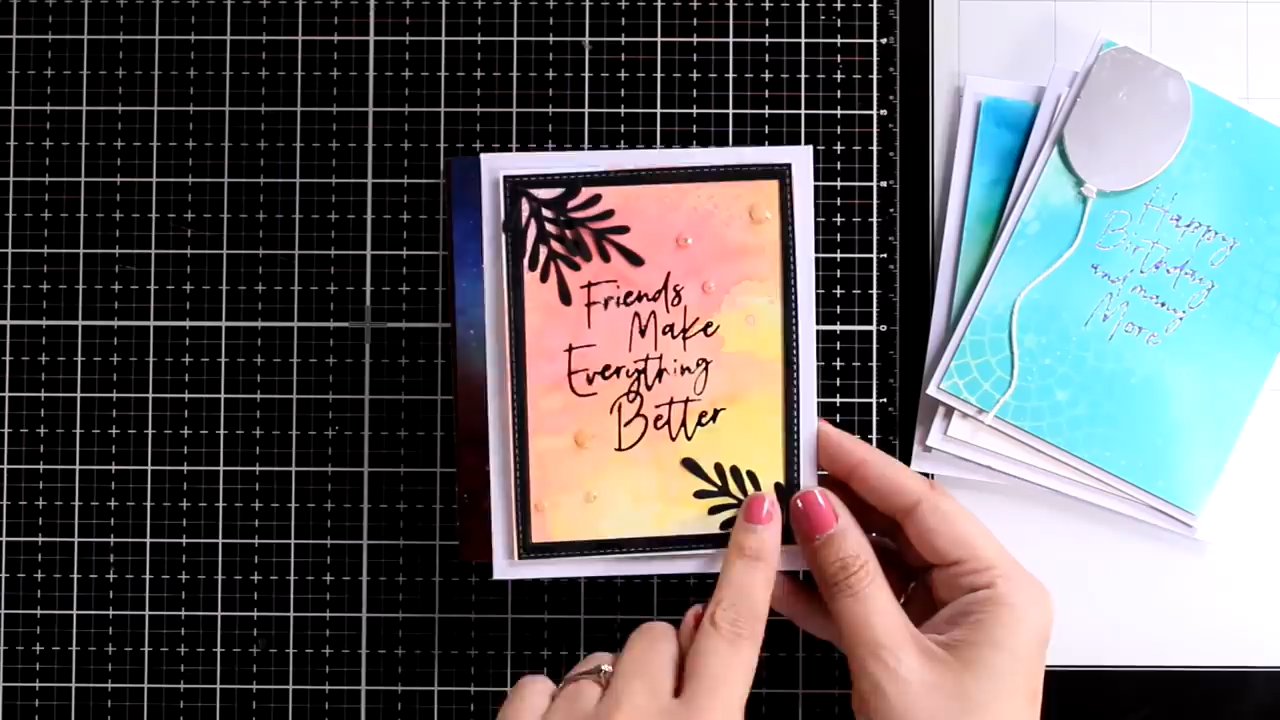 Friends
Make
Everything
Better
Happy
Birthday
and many
More